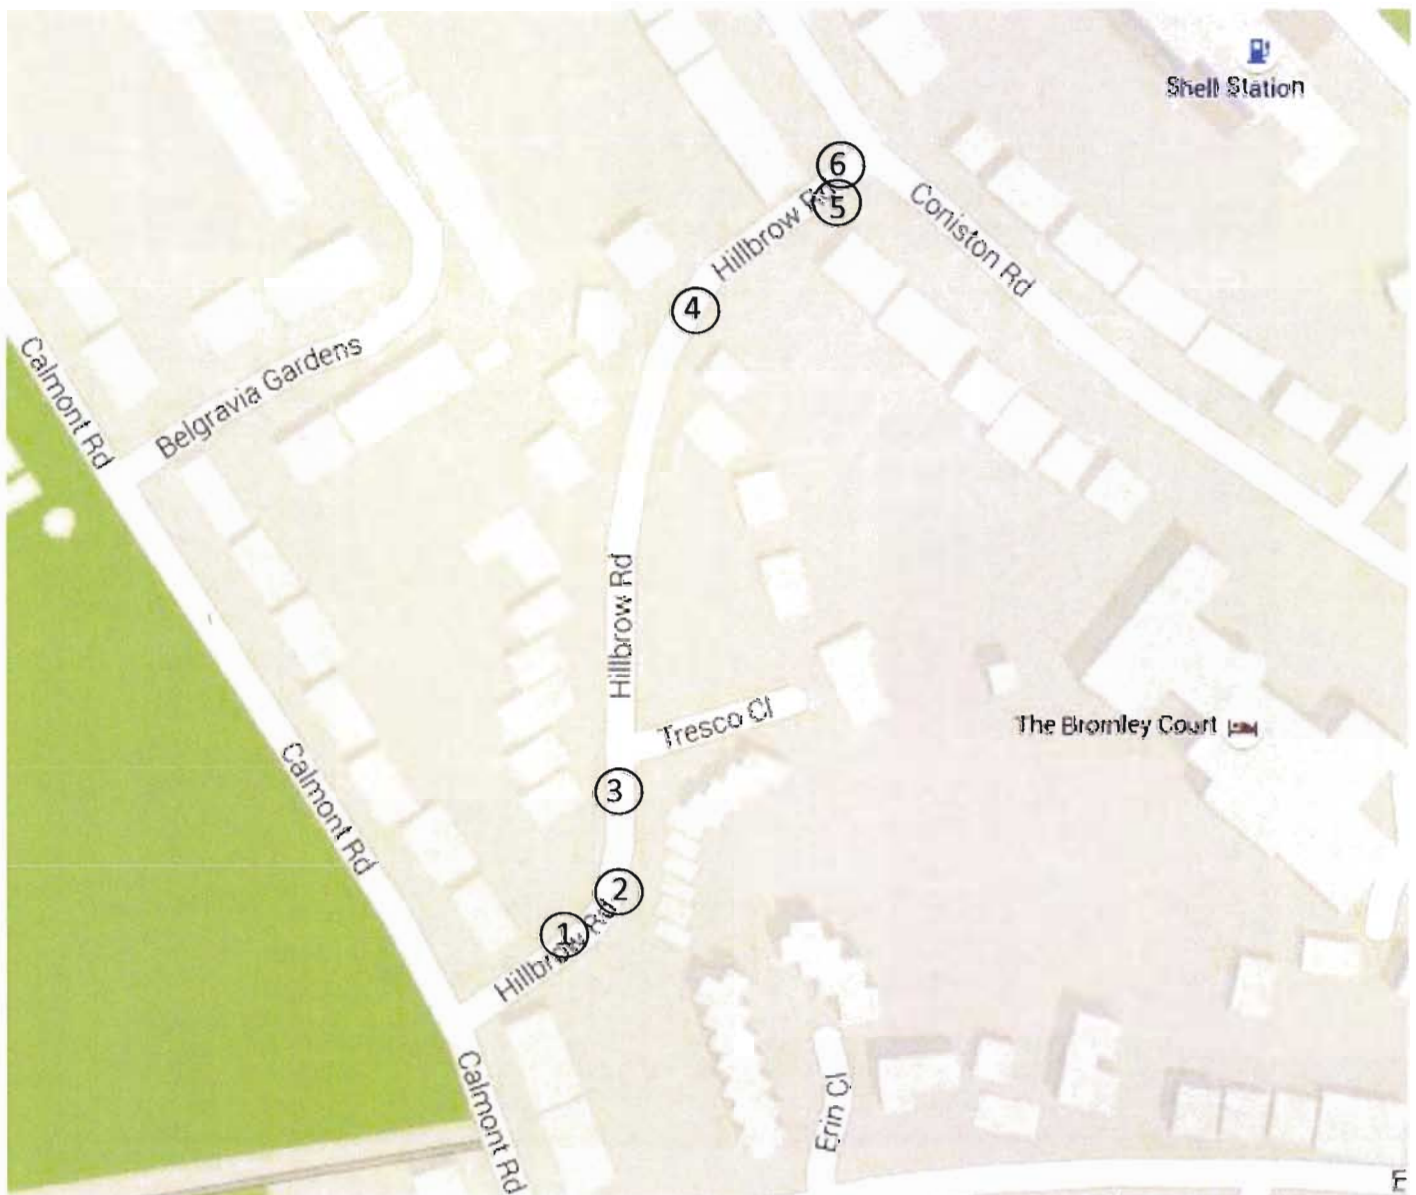 Shell Station
6
5
Hillbrow Rd
Coniston Rd
4
Calmont Rd
Belgravia Gardens
Hillbrow Rd
Tresco Cl
The Bromley Court
3
Calmont Rd
2
1
Hillbrow Rd
Calmont Rd
Erin Cl